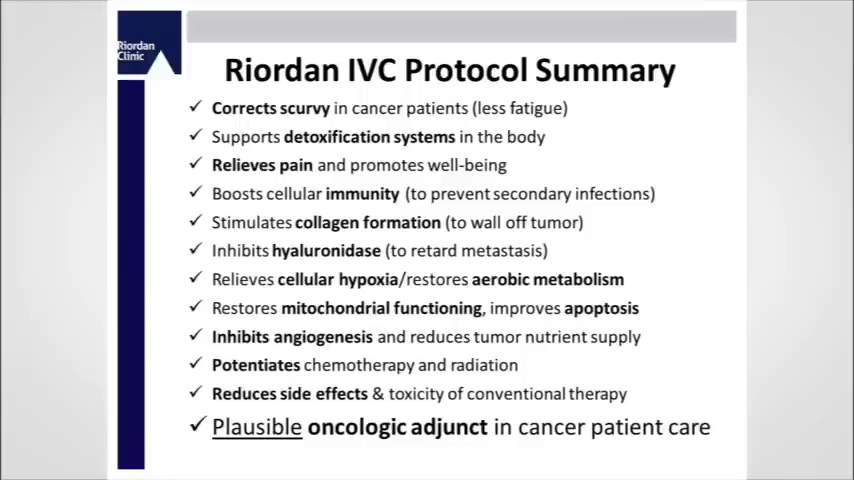 Riordan
Clinic
Riordan IVC Protocol Summary
✓ Corrects scurvy in cancer patients (less fatigue)
✓ Supports detoxification systems in the body
✓ Relieves pain and promotes well-being
✓ Boosts cellular immunity (to prevent secondary infections)
✓ Stimulates collagen formation (to wall off tumor)
✓ Inhibits hyaluronidase (to retard metastasis)
✓ Relieves cellular hypoxia/restores aerobic metabolism
✓ Restores mitochondrial functioning, improves apoptosis
✓ Inhibits angiogenesis and reduces tumor nutrient supply
✓ Potentiates chemotherapy and radiation
✓ Reduces side effects & toxicity of conventional therapy
✓ Plausible oncologic adjunct in cancer patient care